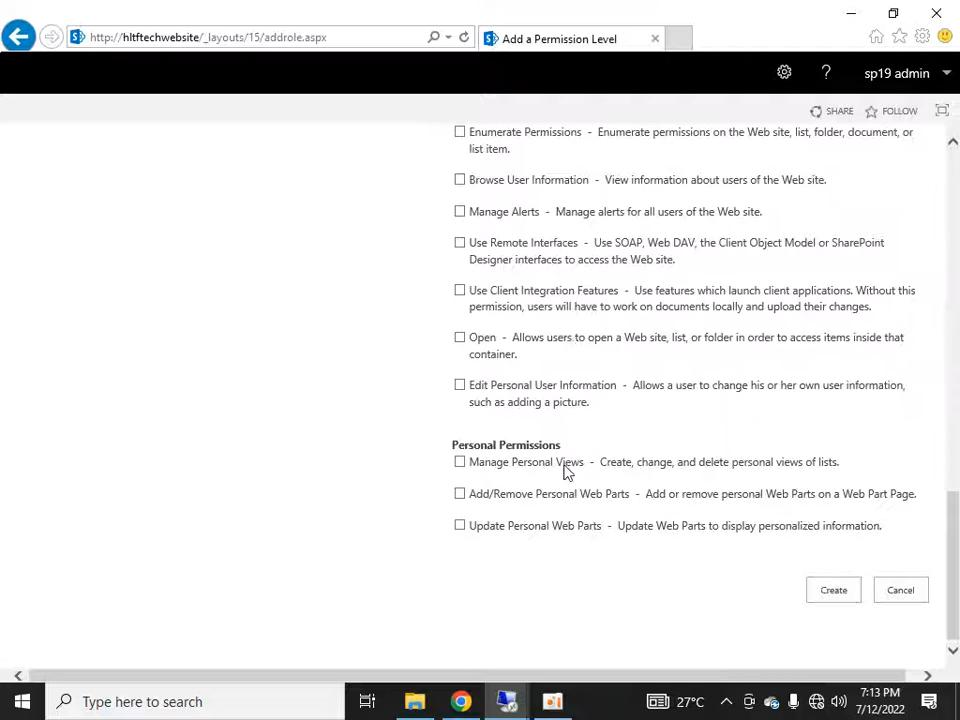 http://hltftechwebsite/_layouts/15/addrole.aspx
Add a Permission Level
sp19 admin
SHARE
FOLLOW
Enumerate Permissions - Enumerate permissions on the Web site, list, folder, document, or
list item.
Browse User Information - View information about users of the Web site.
Manage Alerts - Manage alerts for all users of the Web site.
Use Remote Interfaces - Use SOAP, Web DAV, the Client Object Model or SharePoint
Designer interfaces to access the Web site.
Use Client Integration Features - Use features which launch client applications. Without this
permission, users will have to work on documents locally and upload their changes.
Open - Allows users to open a Web site, list, or folder in order to access items inside that
container.
Edit Personal User Information - Allows a user to change his or her own user information,
such as adding a picture.
Personal Permissions
Manage Personal Views - Create, change, and delete personal views of lists.
Add/Remove Personal Web Parts - Add or remove personal Web Parts on a Web Part Page.
Update Personal Web Parts - Update Web Parts to display personalized information.
Create
Cancel
Type here to search
27°C
7:13 PM
7/12/2022